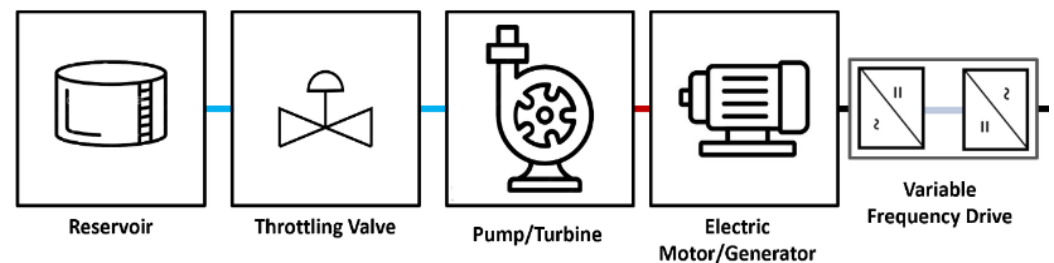 Reservoir
Throttling Valve
Pump/Turbine
Electric
Motor/Generator
Variable
Frequency Drive